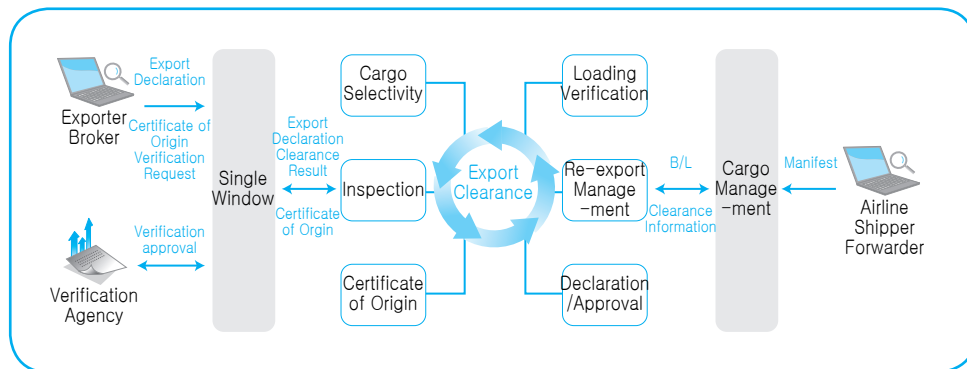 Export
Declaration
Exporter
Broker
Certificate of
Origin
Verification
Request
Verification
approval
Verification
Agency
Single
Window
Export
Declaration
Clearance
Result
Certificate
of Orgin
Cargo
Selectivity
Inspection
Certificate
of Origin
Export
Clearance
Loading
Verification
Re-export
Manage
-ment
Declaration
/Approval
B/L
Clearance
Information
Cargo
Manage
-ment
Manifest
Airline
Shipper
Forwarder